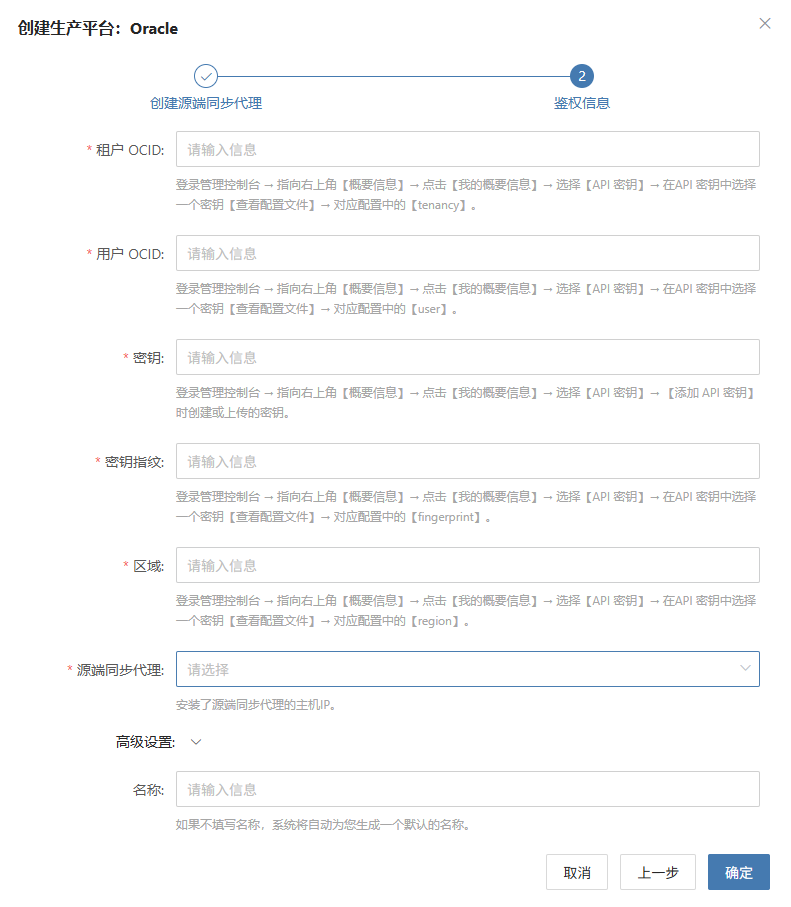 创建生产平台：Oracle
2
创建源端同步代理
鉴权信息
* 租户 OCID: 请输入信息
登录管理控制台 → 指向右上角【概要信息】→ 点击【我的概要信息】→ 选择【API 密钥】→ 在API 密钥中选择
一个密钥【查看配置文件】→ 对应配置中的【tenancy】。
* 用户 OCID: 请输入信息
登录管理控制台 → 指向右上角【概要信息】→ 点击【我的概要信息】→ 选择【API 密钥】→ 在API 密钥中选择
一个密钥【查看配置文件】→ 对应配置中的【user】。
* 密钥: 请输入信息
登录管理控制台 → 指向右上角【概要信息】→ 点击【我的概要信息】→ 选择【API 密钥】→ 【添加 API 密钥】
时创建或上传的密钥。
* 密钥指纹: 请输入信息
登录管理控制台 → 指向右上角【概要信息】→ 点击【我的概要信息】→ 选择【API 密钥】→ 在API 密钥中选择
一个密钥【查看配置文件】→ 对应配置中的【fingerprint】。
* 区域: 请输入信息
登录管理控制台 → 指向右上角【概要信息】→ 点击【我的概要信息】→ 选择【API 密钥】→ 在API 密钥中选择
一个密钥【查看配置文件】→ 对应配置中的【region】。
* 源端同步代理: 请选择
安装了源端同步代理的主机IP。
高级设置:
名称: 请输入信息
如果不填写名称，系统将自动为您生成一个默认的名称。
取消 上一步 确定